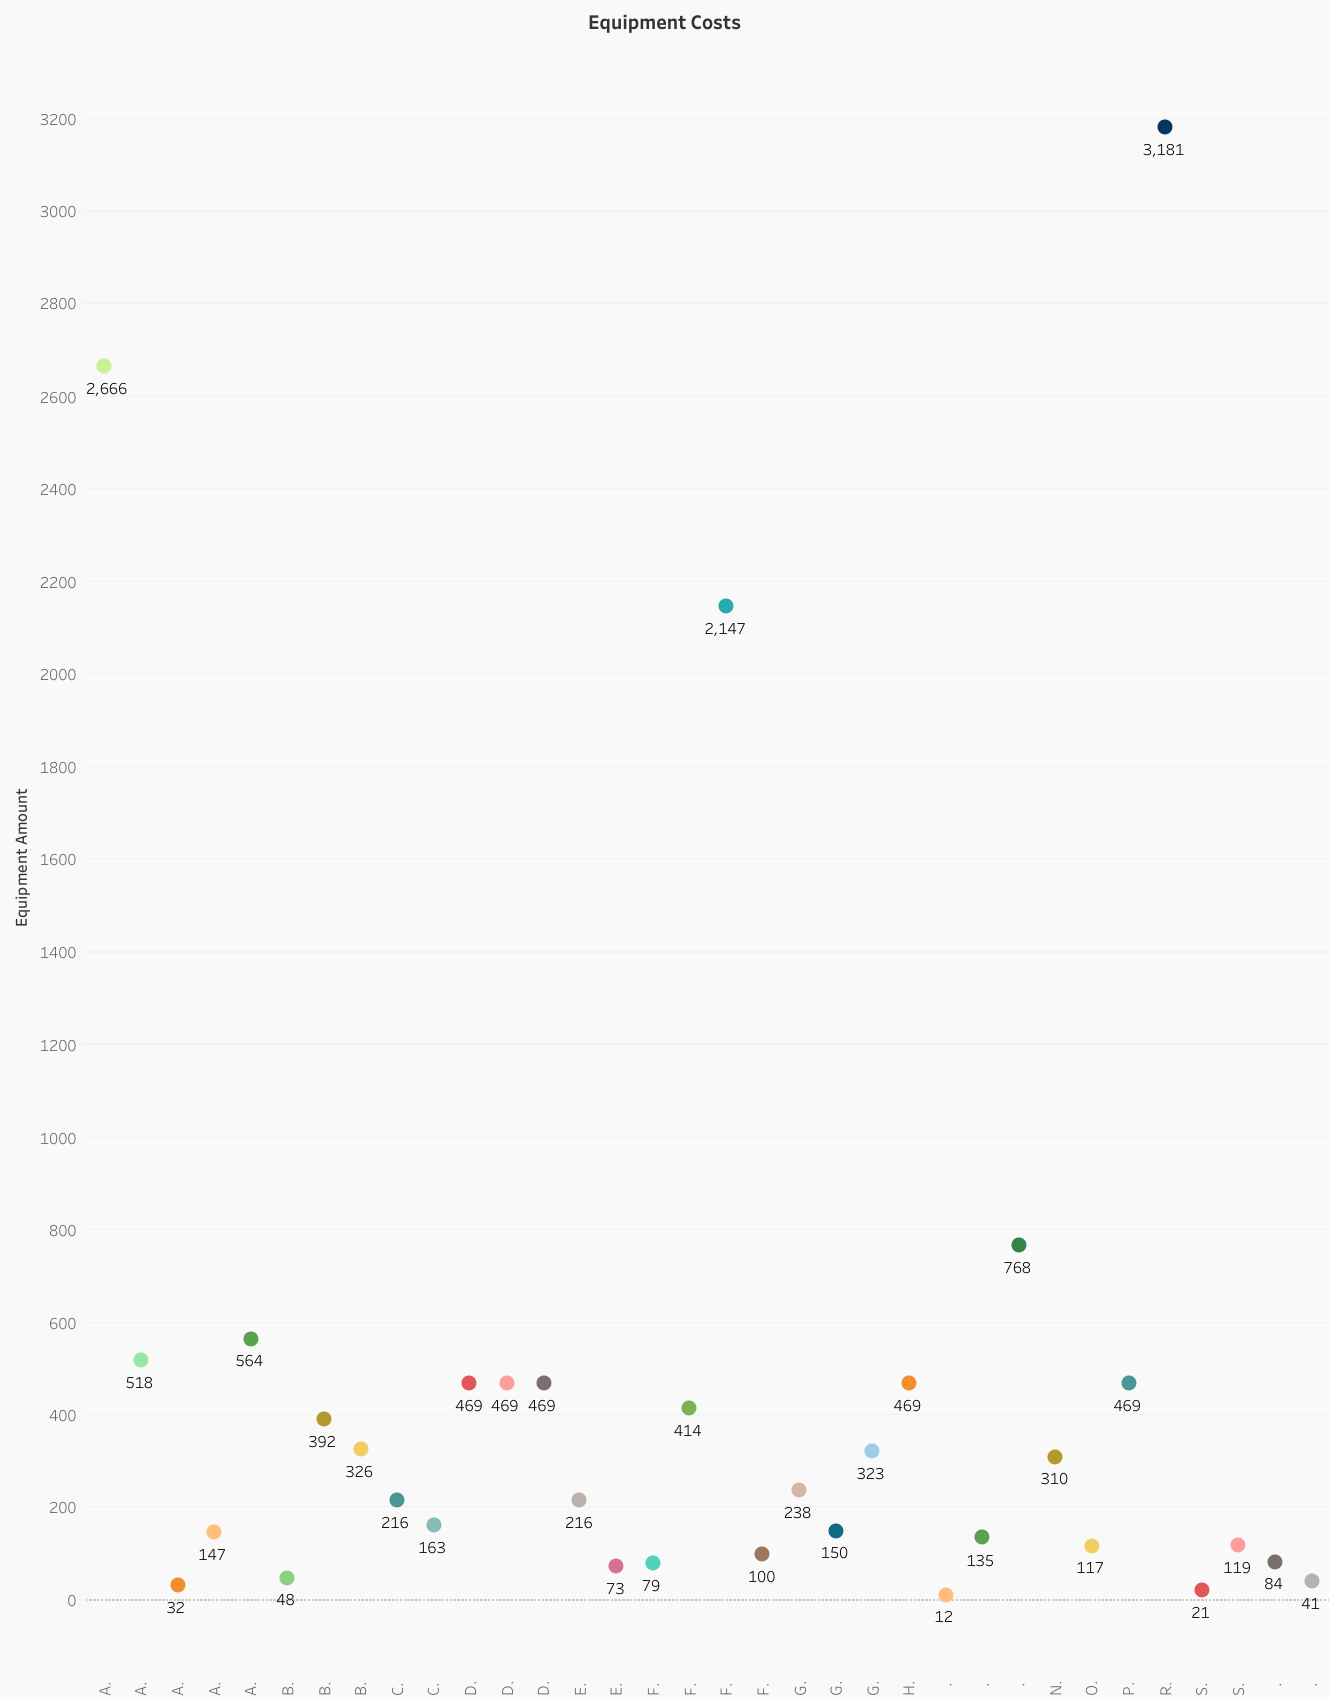 Equipment Costs
Equipment Amount
3200
3000
2800
2600
2400
2200
2000
1800
1600
1400
1200
1000
800
600
400
200
0
2,666
518
32
147
564
48
392
326
216
163
469
469
469
216
73
79
414
2,147
100
238
150
323
469
12
135
768
310
117
469
3,181
21
119
84
41
A.
A.
A.
A.
A.
B.
B.
B.
C.
C.
D.
D.
D.
E.
E.
F.
F.
F.
F.
G.
G.
G.
H.
.
.
.
N.
O.
P.
R.
S.
S.
.
.